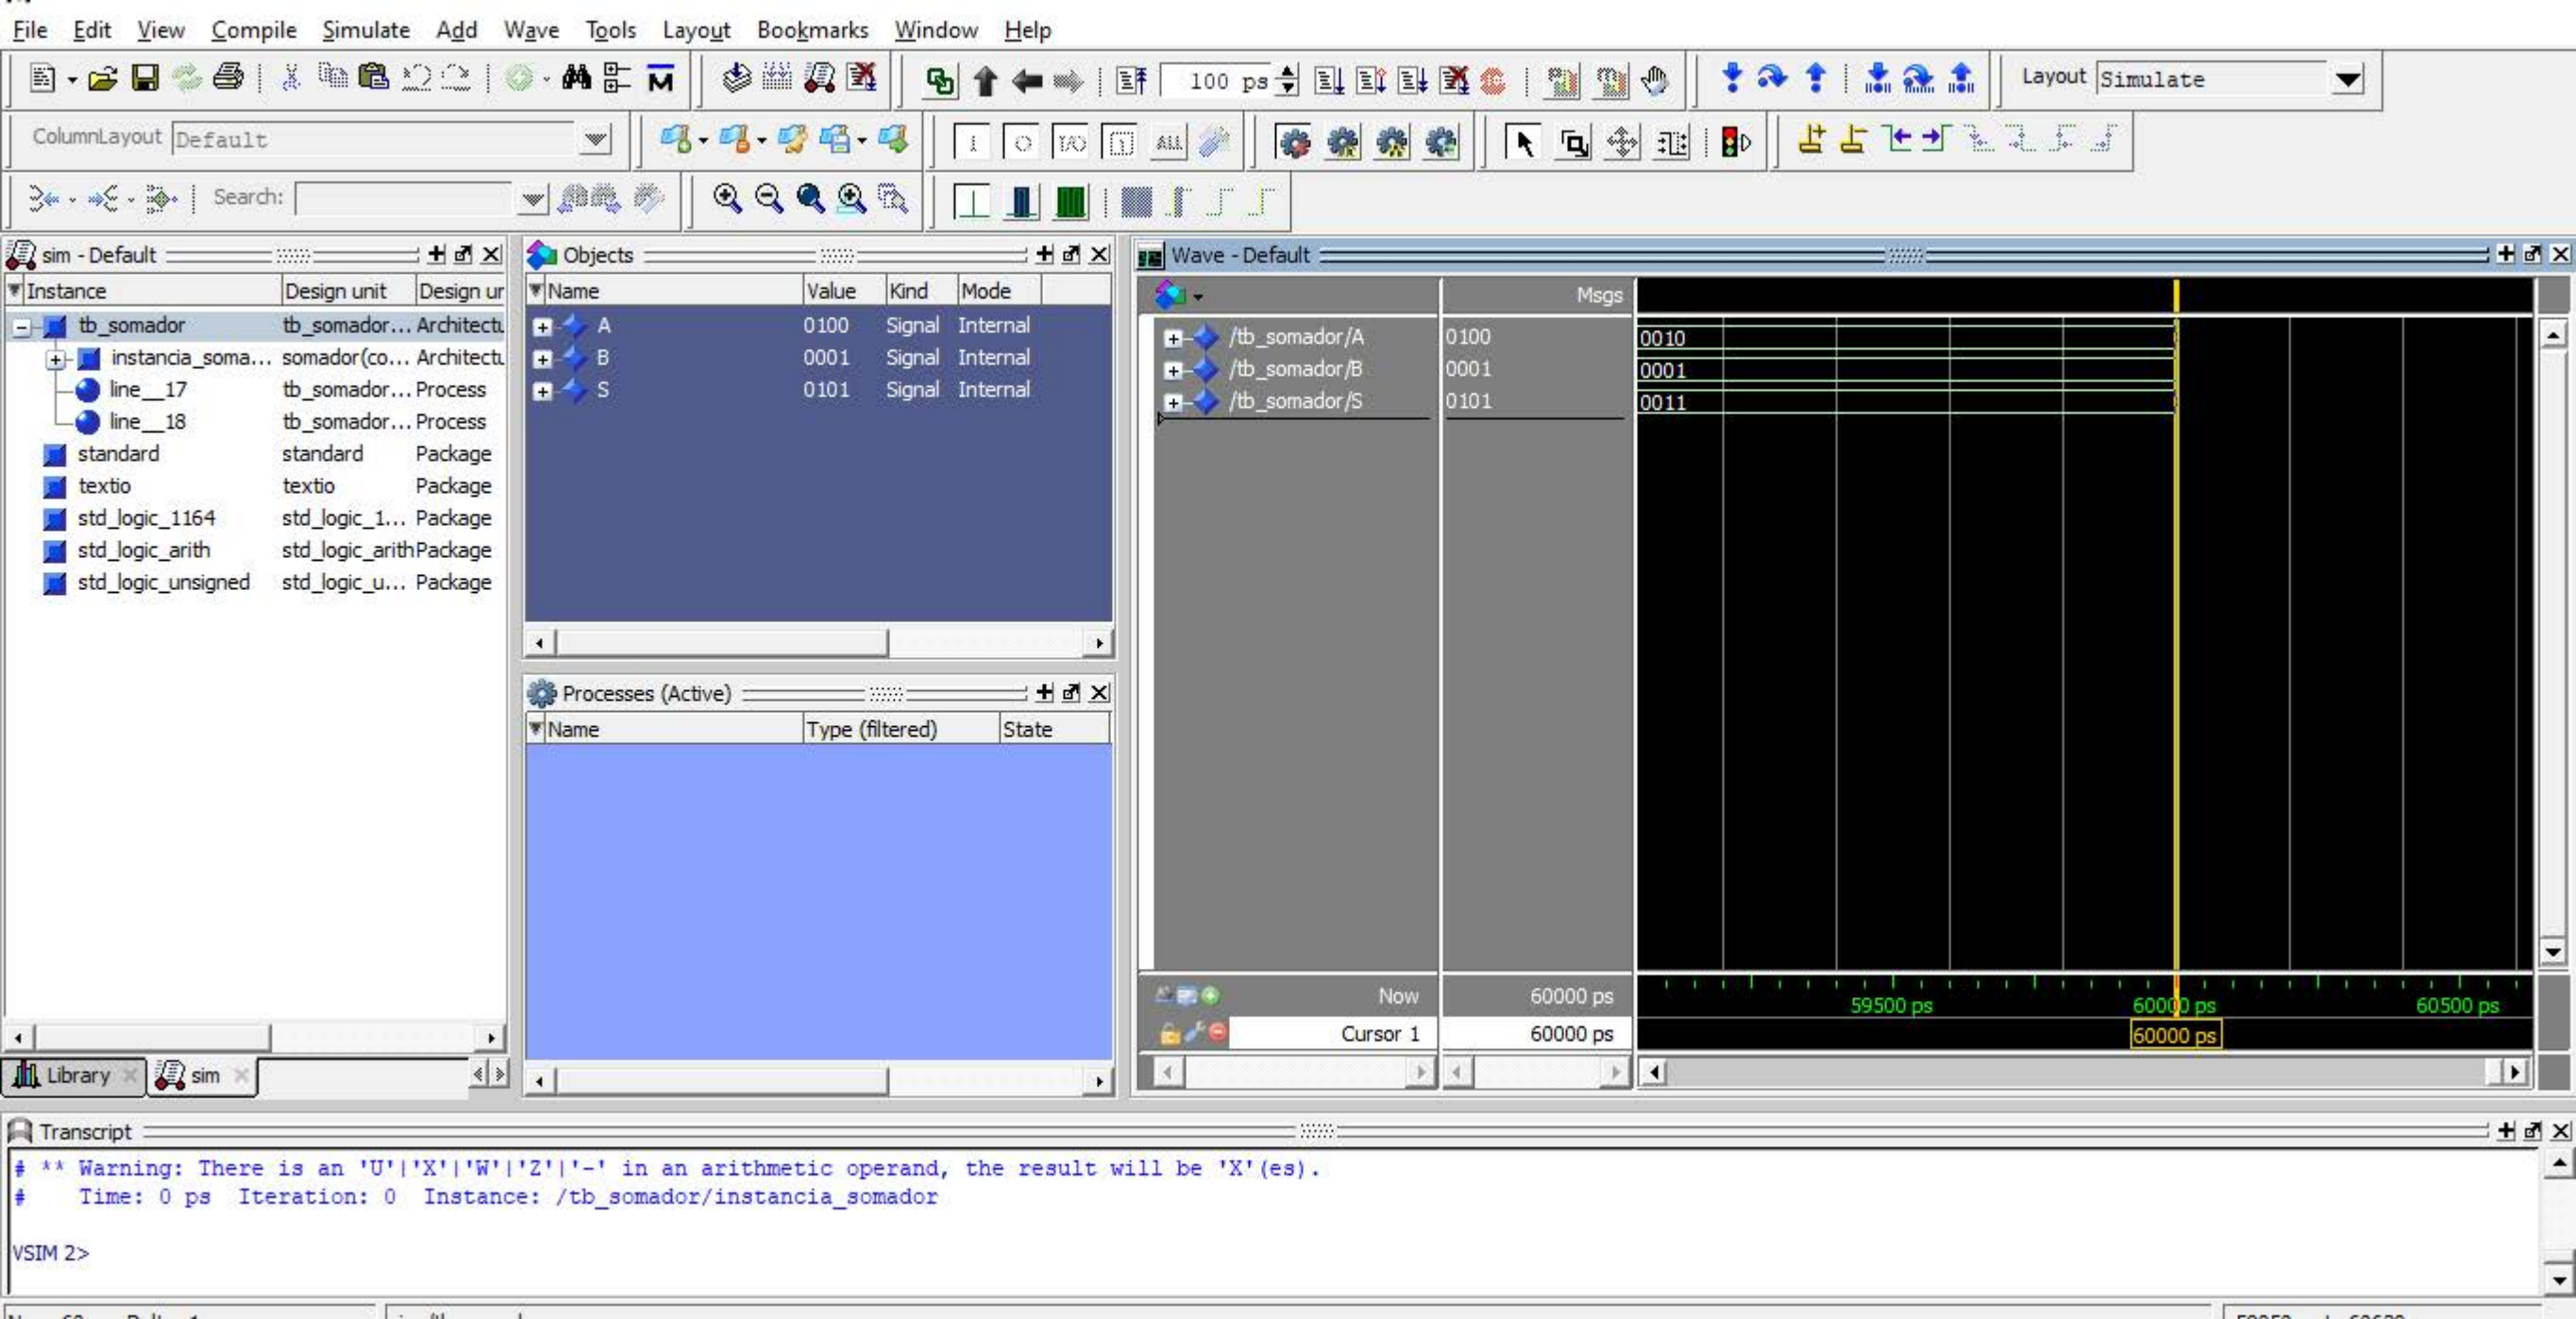 File Edit View Compile Simulate Add Wave Tools Layout Bookmarks Window Help
100 ps
Layout Simulate
ColumnLayout Default
ALL
Search:
sim - Default
Instance Design unit Design ur
tb_somador tb_somador... Architectu
instancia_soma... somador(co... Architectu
line__17 tb_somador... Process
line__18 tb_somador... Process
standard standard Package
textio textio Package
std_logic_1164 std_logic_1... Package
std_logic_arith std_logic_arith Package
std_logic_unsigned std_logic_u... Package
Library sim
Objects
Name Value Kind Mode
A 0100 Signal Internal
B 0001 Signal Internal
S 0101 Signal Internal
Processes (Active)
Name Type (filtered) State
Wave - Default
Msgs
/tb_somador/A 0100 0010
/tb_somador/B 0001 0001
/tb_somador/S 0101 0011
Now 60000 ps 59500 ps 60000 ps 60500 ps
Cursor 1 60000 ps 60000 ps
Transcript
# ** Warning: There is an 'U'|'X'|'W'|'Z'|'-' in an arithmetic operand, the result will be 'X'(es).
# Time: 0 ps Iteration: 0 Instance: /tb_somador/instancia_somador
VSIM 2>